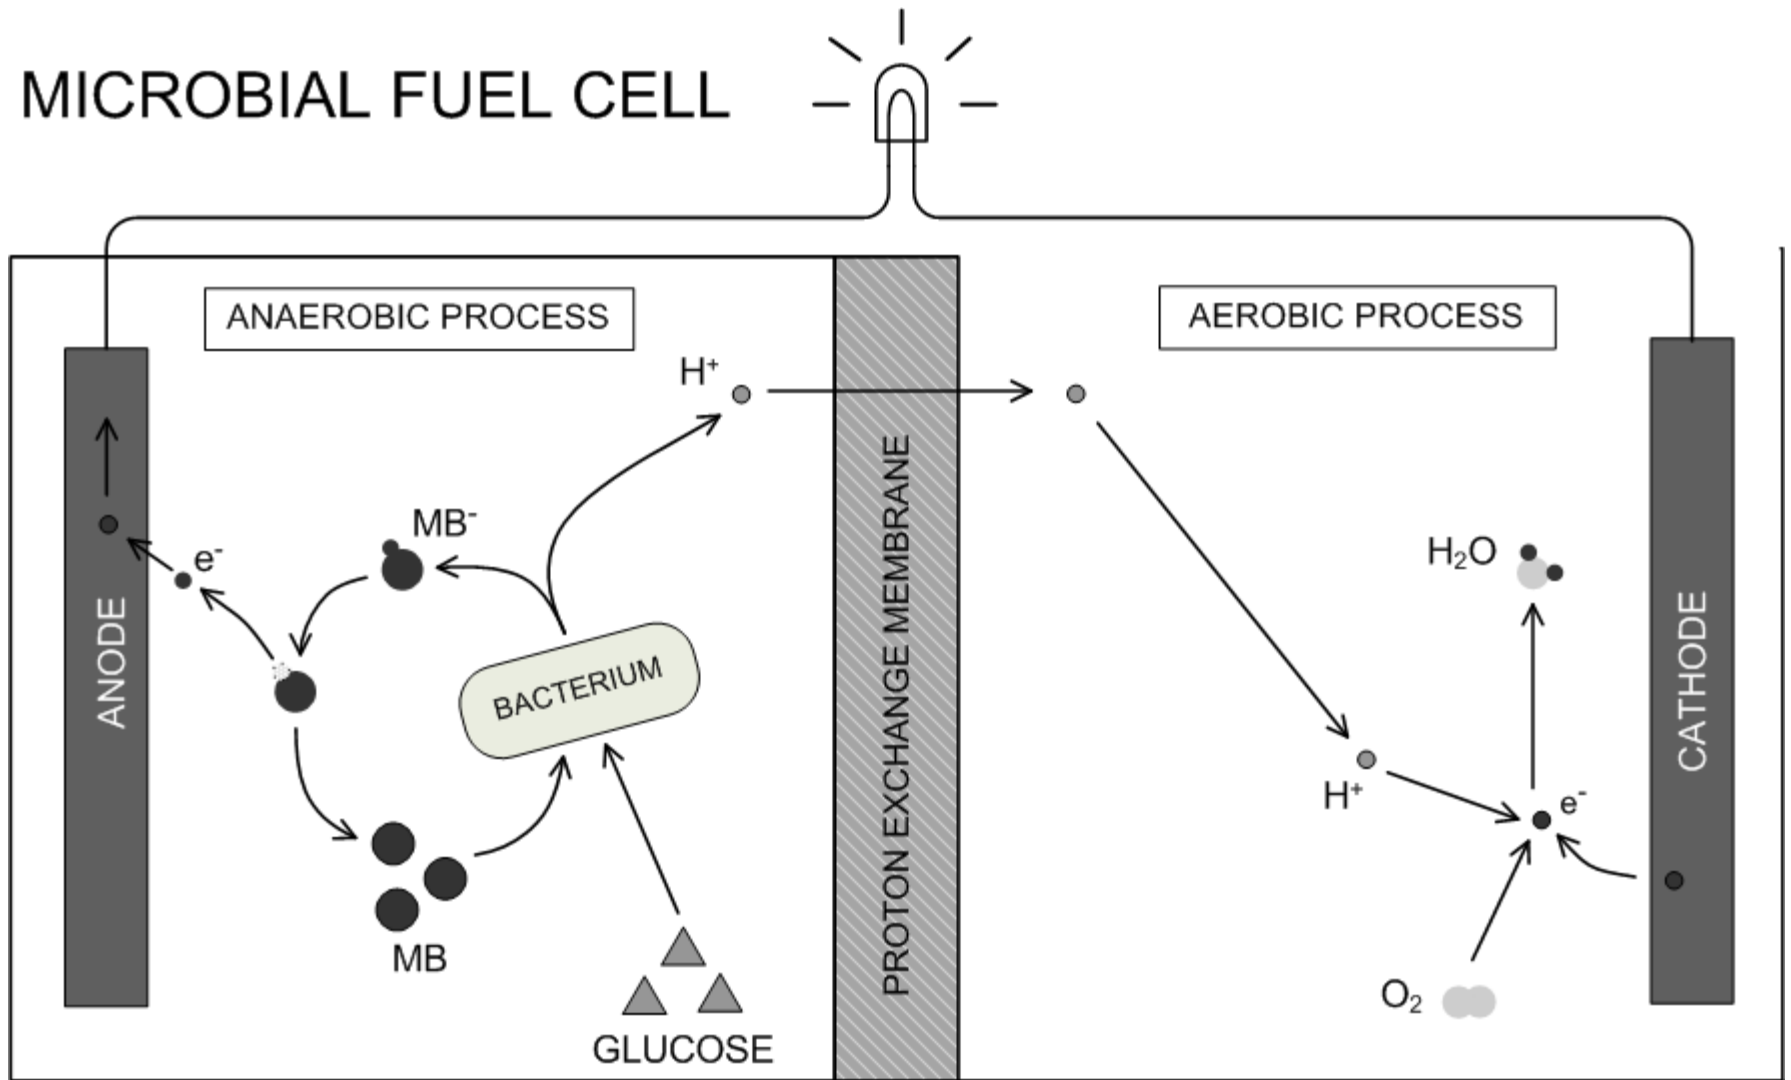 MICROBIAL FUEL CELL
ANAEROBIC PROCESS
AEROBIC PROCESS
H⁺
MB⁻
e⁻
ANODE
BACTERIUM
MB
GLUCOSE
PROTON EXCHANGE MEMBRANE
H₂O
CATHODE
H⁺
e⁻
O₂